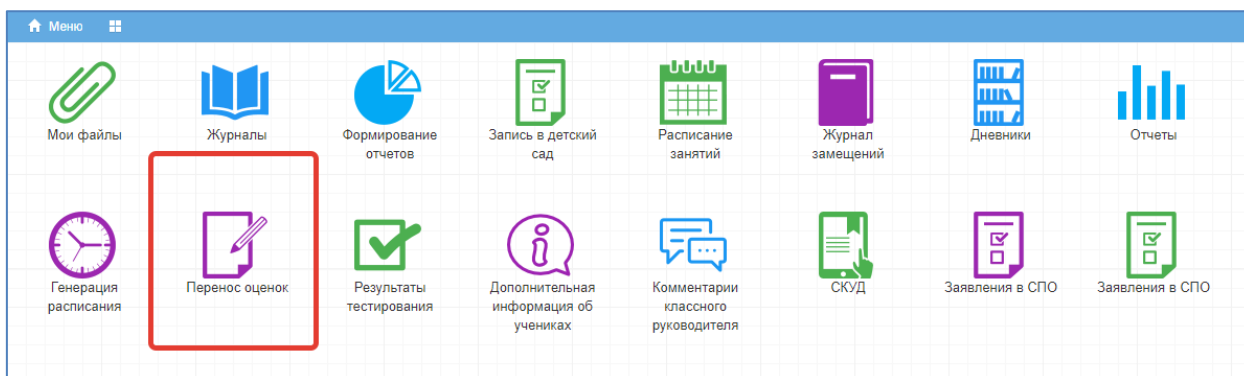 Меню
Мои файлы
Журналы
Формирование
отчетов
Запись в детский
сад
Расписание
занятий
Журнал
замещений
Дневники
Отчеты
Генерация
расписания
Перенос оценок
Результаты
тестирования
Дополнительная
информация об
учениках
Комментарии
классного
руководителя
СКУД
Заявления в СПО
Заявления в СПО